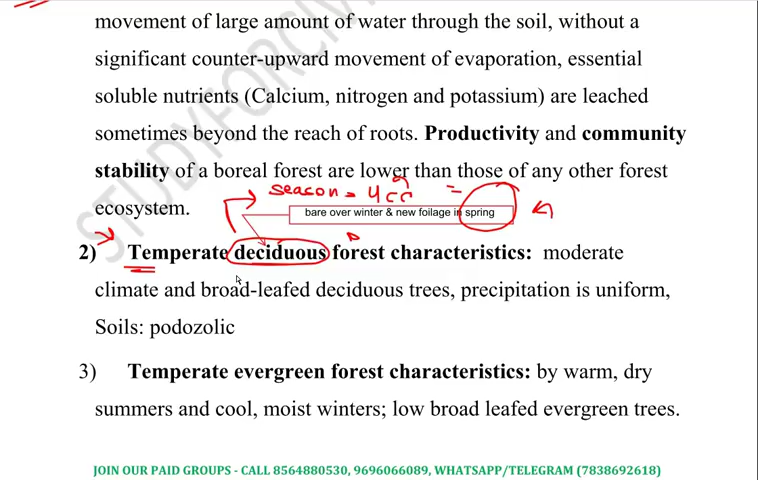 movement of large amount of water through the soil, without a
significant counter-upward movement of evaporation, essential
soluble nutrients (Calcium, nitrogen and potassium) are leached
sometimes beyond the reach of roots. Productivity and community
stability of a boreal forest are lower than those of any other forest
season =
ecosystem.
bare over winter & new foilage in spring
2) Temperate deciduous forest characteristics: moderate
climate and broad-leafed deciduous trees, precipitation is uniform,
Soils: podozolic
3) Temperate evergreen forest characteristics: by warm, dry
summers and cool, moist winters; low broad leafed evergreen trees.
JOIN OUR PAID GROUPS - CALL 8564880530, 9696066089, WHATSAPP/TELEGRAM (7838692618)